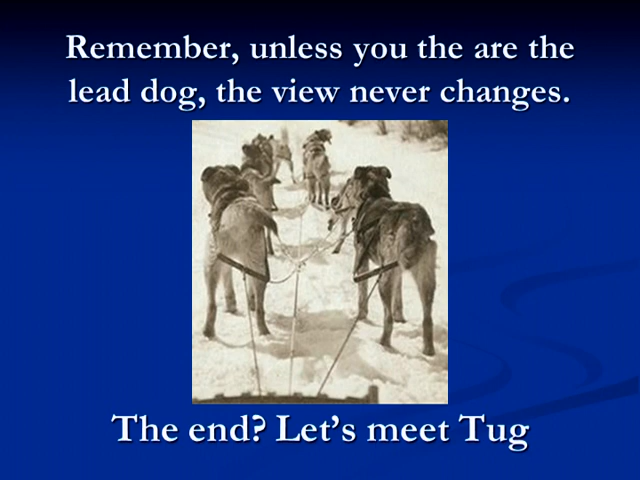 Remember, unless you the are the
lead dog, the view never changes.
The end? Let’s meet Tug